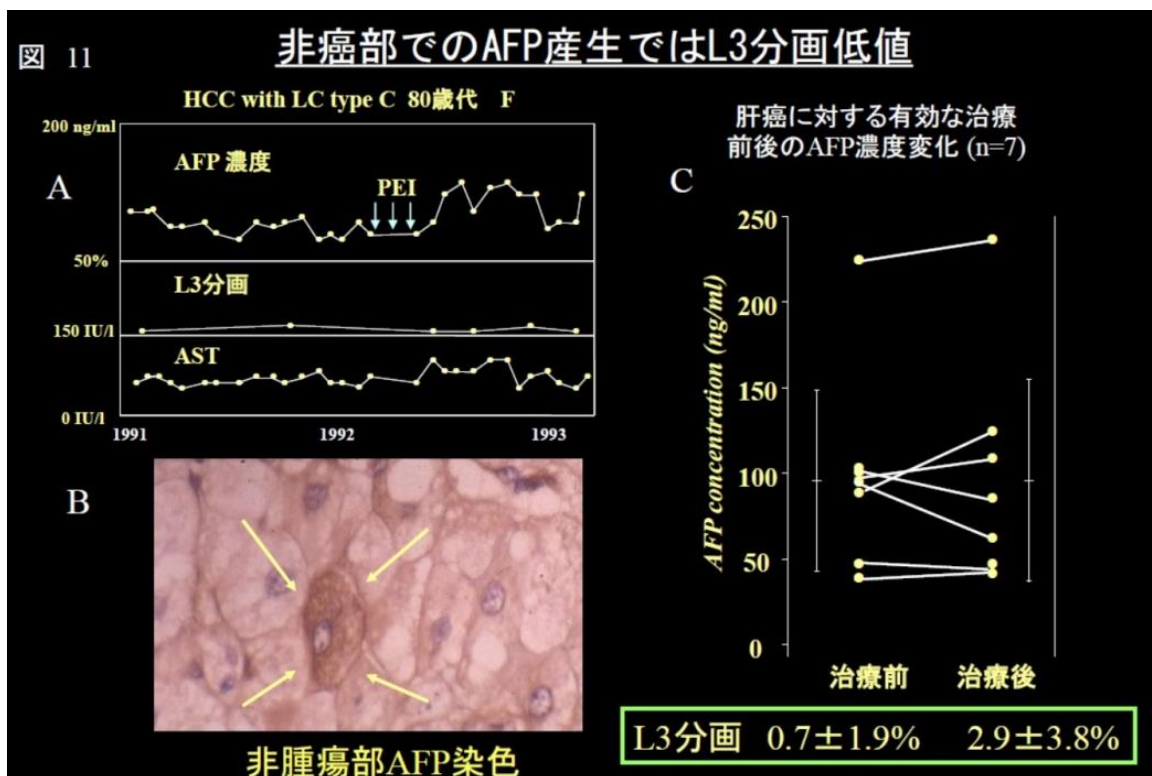 図 11
非癌部でのAFP産生ではL3分画低値
HCC with LC type C 80歳代 F
200 ng/ml
AFP 濃度
A
PEI
50%
L3分画
150 IU/l
AST
0 IU/l
1991
1992
1993
B
非腫瘍部AFP染色
肝癌に対する有効な治療
前後のAFP濃度変化 (n=7)
C
AFP concentration (ng/ml)
250
200
150
100
50
0
治療前 治療後
L3分画 0.7±1.9% 2.9±3.8%